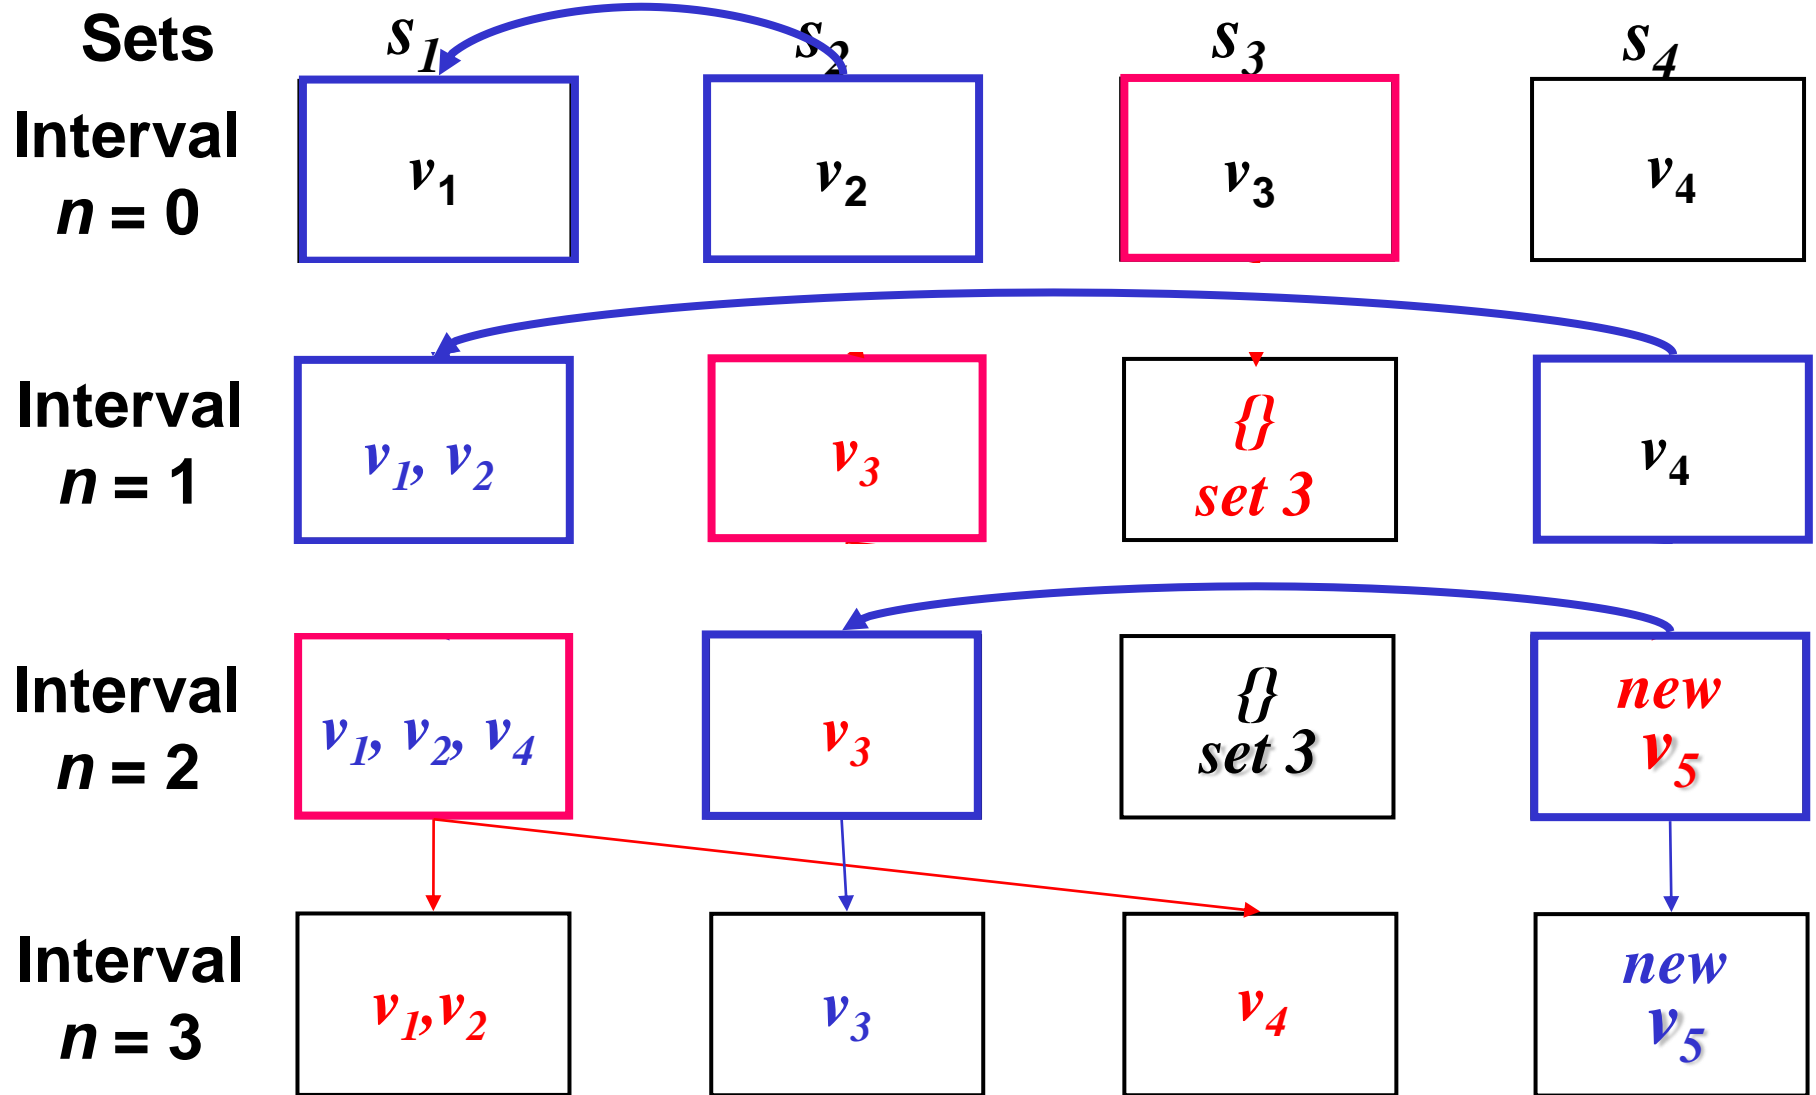 Sets s1 s2 s3 s4
Interval
n = 0
v1 v2 v3 v4
Interval
n = 1
v1, v2
v3
{}
set 3
v4
Interval
n = 2
v1, v2, v4
v3
{}
set 3
new
v5
Interval
n = 3
v1,v2
v3
v4
new
v5